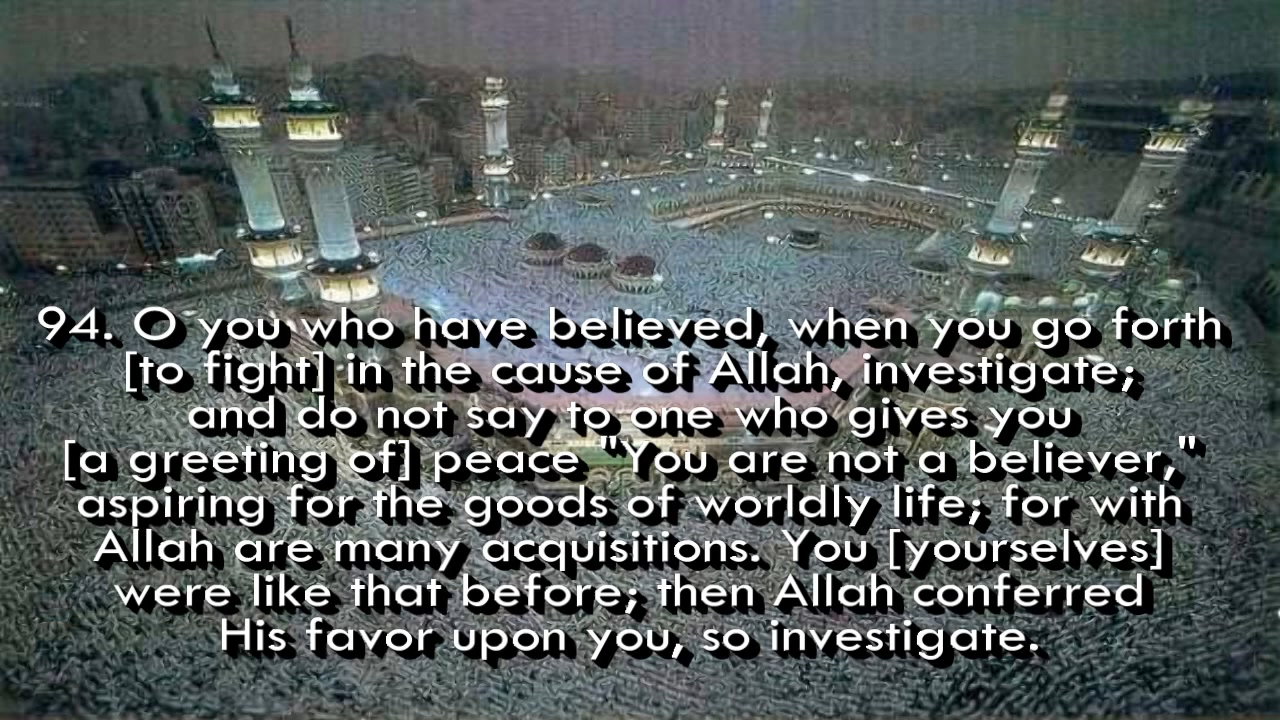 94. O you who have believed, when you go forth
[to fight] in the cause of Allah, investigate;
and do not say to one who gives you
[a greeting of] peace "You are not a believer,"
aspiring for the goods of worldly life; for with
Allah are many acquisitions. You [yourselves]
were like that before; then Allah conferred
His favor upon you, so investigate.